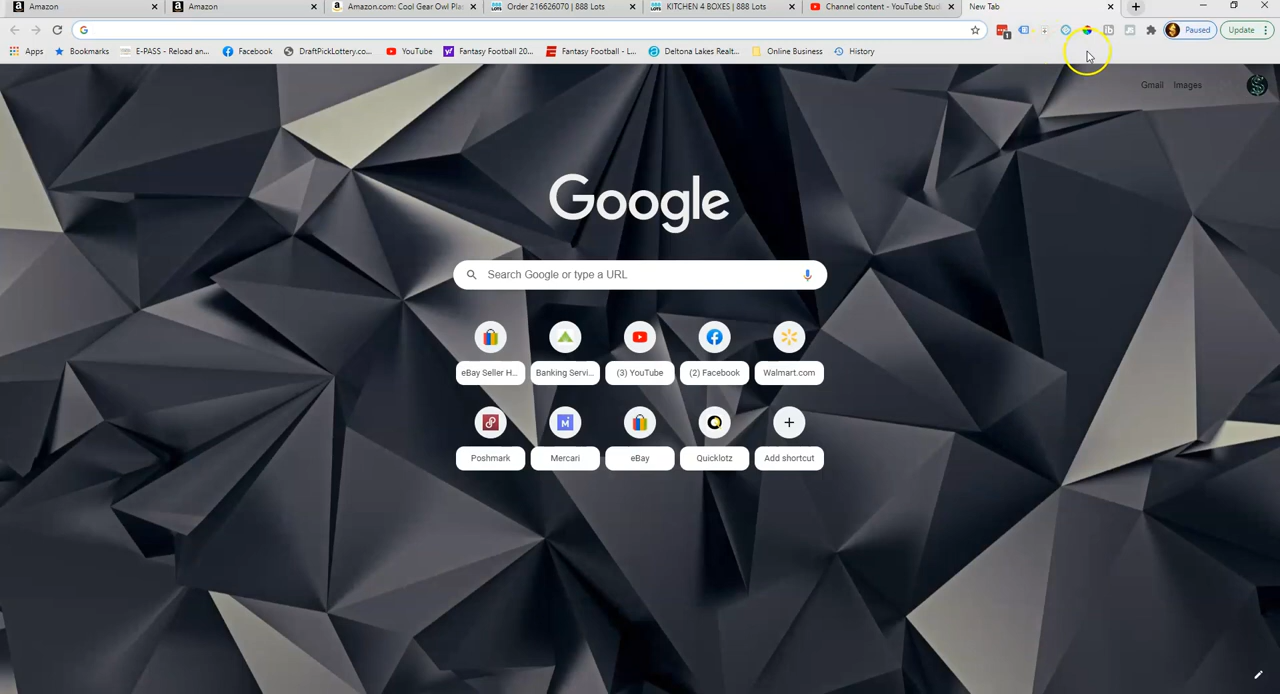 Amazon
Amazon
Amazon.com: Cool Gear Owl Pla
Order 216626070 | 888 Lots
KITCHEN 4 BOXES | 888 Lots
Channel content - YouTube Stud
New Tab
Paused
Update
Apps
Bookmarks
E-PASS - Reload an...
Facebook
DraftPickLottery.co...
YouTube
Fantasy Football 20...
Fantasy Football - L...
Deltona Lakes Realt...
Online Business
History
Gmail
Images
Google
Search Google or type a URL
eBay Seller H...
Banking Servi...
(3) YouTube
(2) Facebook
Walmart.com
Poshmark
Mercari
eBay
Quicklotz
Add shortcut